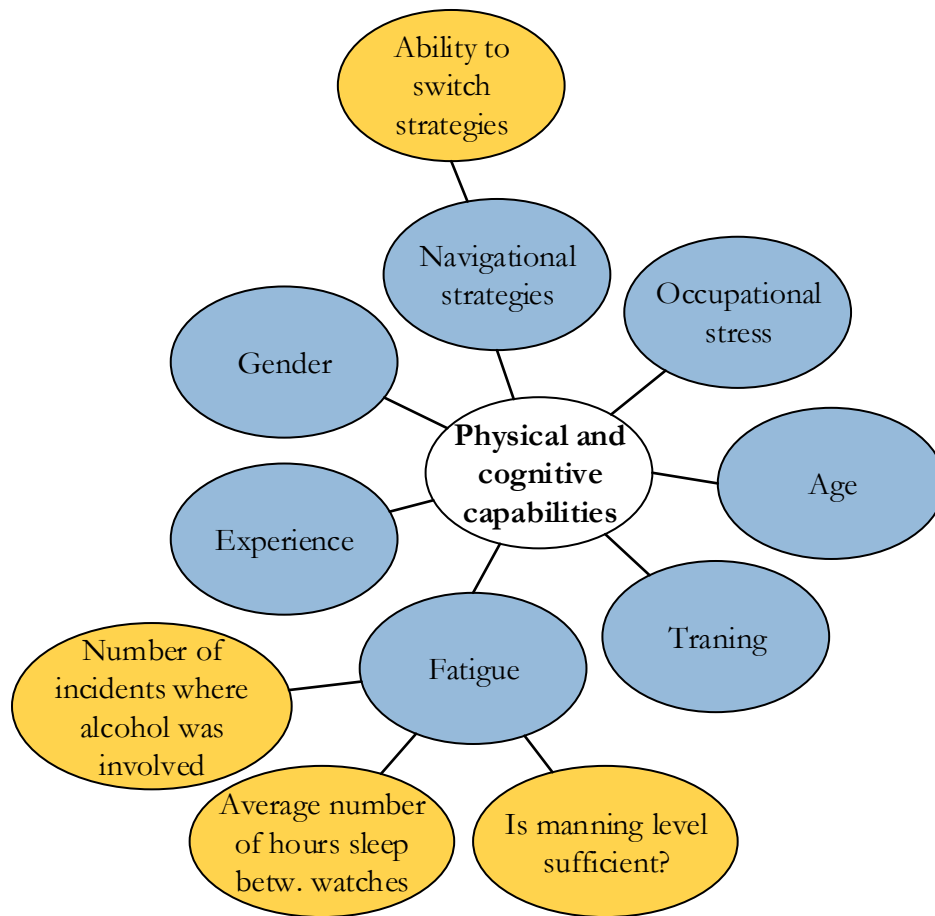 Ability to
switch
strategies
Navigational
strategies
Occupational
stress
Gender
Physical and
cognitive
capabilities
Age
Experience
Traning
Fatigue
Number of
incidents where
alcohol was
involved
Average number
of hours sleep
betw. watches
Is manning level
sufficient?